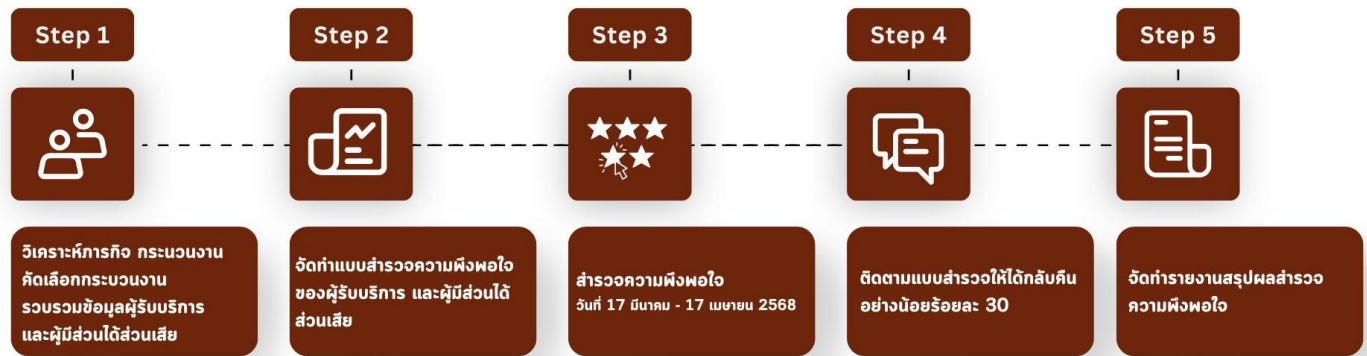 Step 1
วิเคราะห์ภารกิจ กระนวนงาน
คัดเลือกกระบวนงาน
รวบรวมข้อมูลผู้รับบริการ
และผู้มีส่วนได้ส่วนเสีย
Step 2
จัดทำแบบสำรวจความพึงพอใจ
ของผู้รับบริการ และผู้มีส่วนได้
ส่วนเสีย
Step 3
สำรวจความพึงพอใจ
วันที่ 17 มีนาคม - 17 เมษายน 2568
Step 4
ติดตามแบบสำรวจให้ได้กลับคืน
อย่างน้อยร้อยละ 30
Step 5
จัดทำรายงานสรุปผลสำรวจ
ความพึงพอใจ